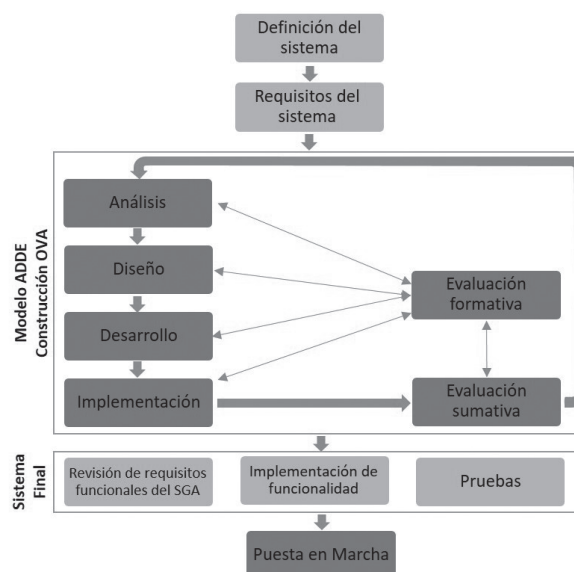 Definición del
sistema
Requisitos del
sistema
Modelo ADDE
Construcción OVA
Análisis
Diseño
Desarrollo
Implementación
Evaluación
formativa
Evaluación
sumativa
Sistema
Final
Revisión de requisitos
funcionales del SGA
Implementación de
funcionalidad
Pruebas
Puesta en Marcha